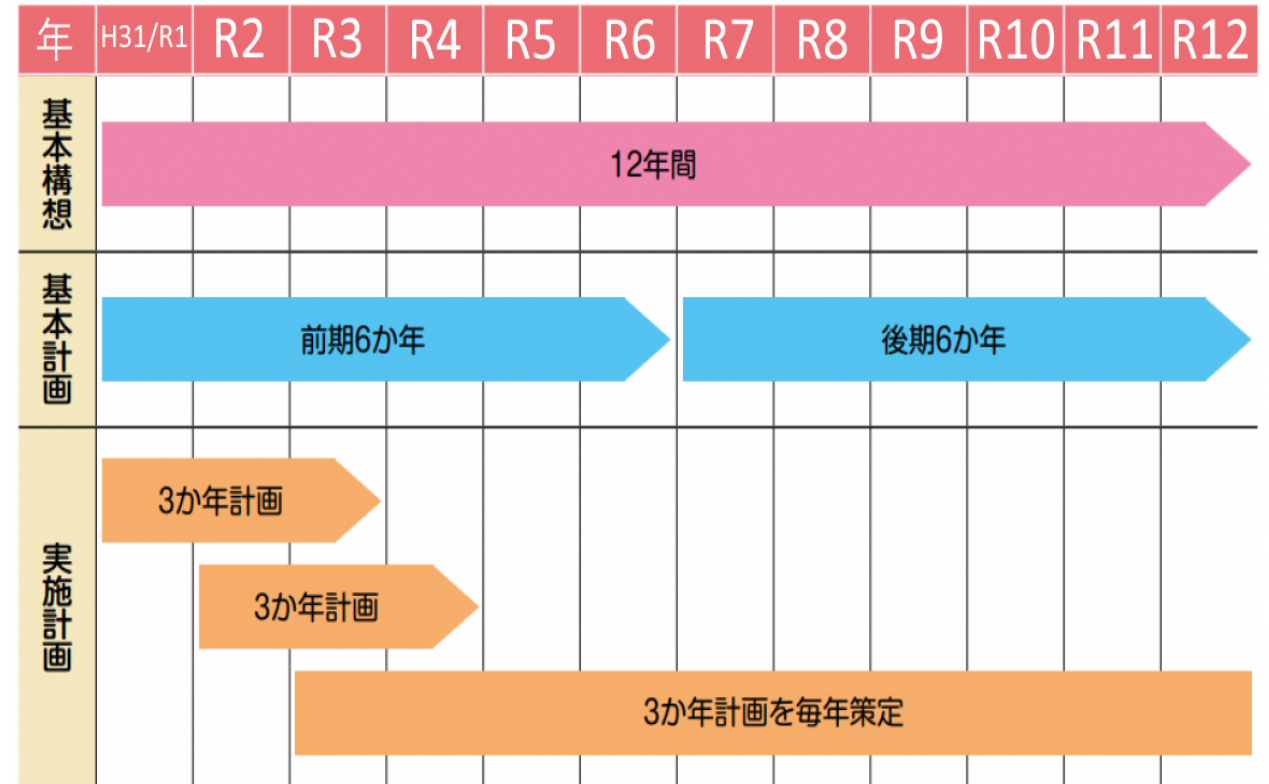 年 H31/R1 R2 R3 R4 R5 R6 R7 R8 R9 R10 R11 R12
基本構想
12年間
基本計画
前期6か年
後期6か年
実施計画
3か年計画
3か年計画
3か年計画を毎年策定